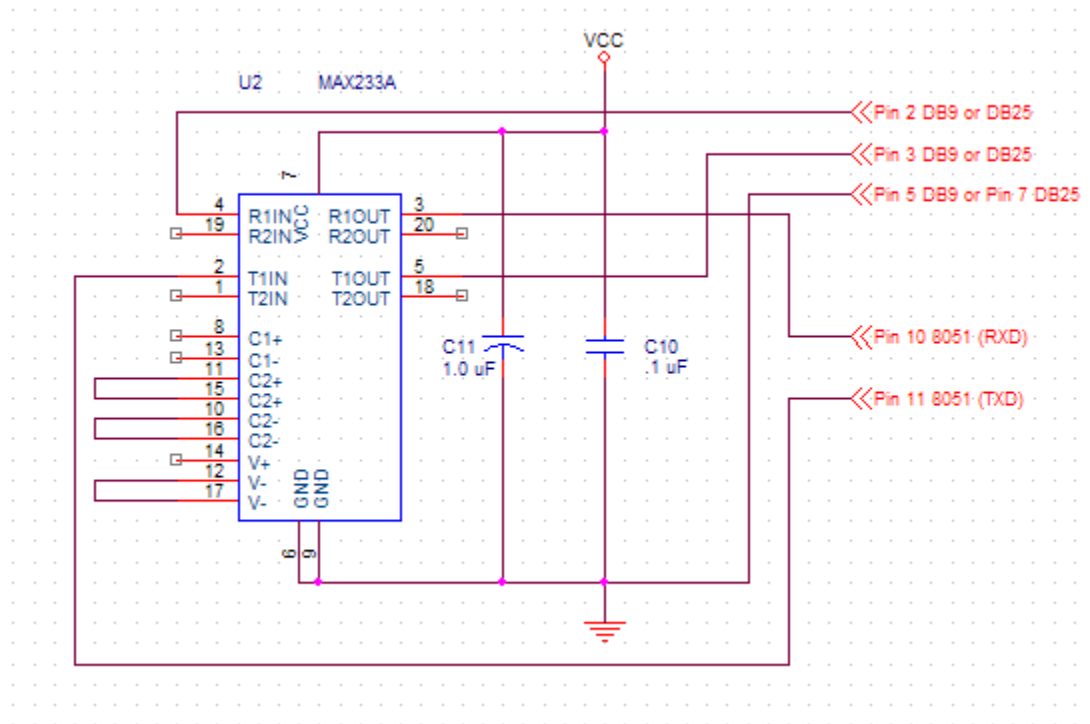 VCC
U2 MAX233A
Pin 2 DB9 or DB25
Pin 3 DB9 or DB25
7
Pin 5 DB9 or Pin 7 DB25
4 R1IN VCC R1OUT 3
19 R2IN R2OUT 20
2 T1IN T1OUT 5
1 T2IN T2OUT 18
8 C1+
Pin 10 8051 (RXD)
13 C1-
C11
1.0 uF
C10
.1 uF
11 C2+
15 C2+
Pin 11 8051 (TXD)
10 C2-
16 C2-
14 V+
12 V-
17 V-
GND GND
6 9